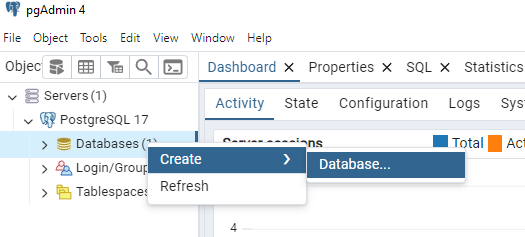 pgAdmin 4
File Object Tools Edit View Window Help
Dashboard Properties SQL Statistics
Servers (1)
Activity State Configuration Logs
PostgreSQL 17
Databases (1)
Server sessions Total
Create Database...
Login/Group
Refresh
Tablespaces
4